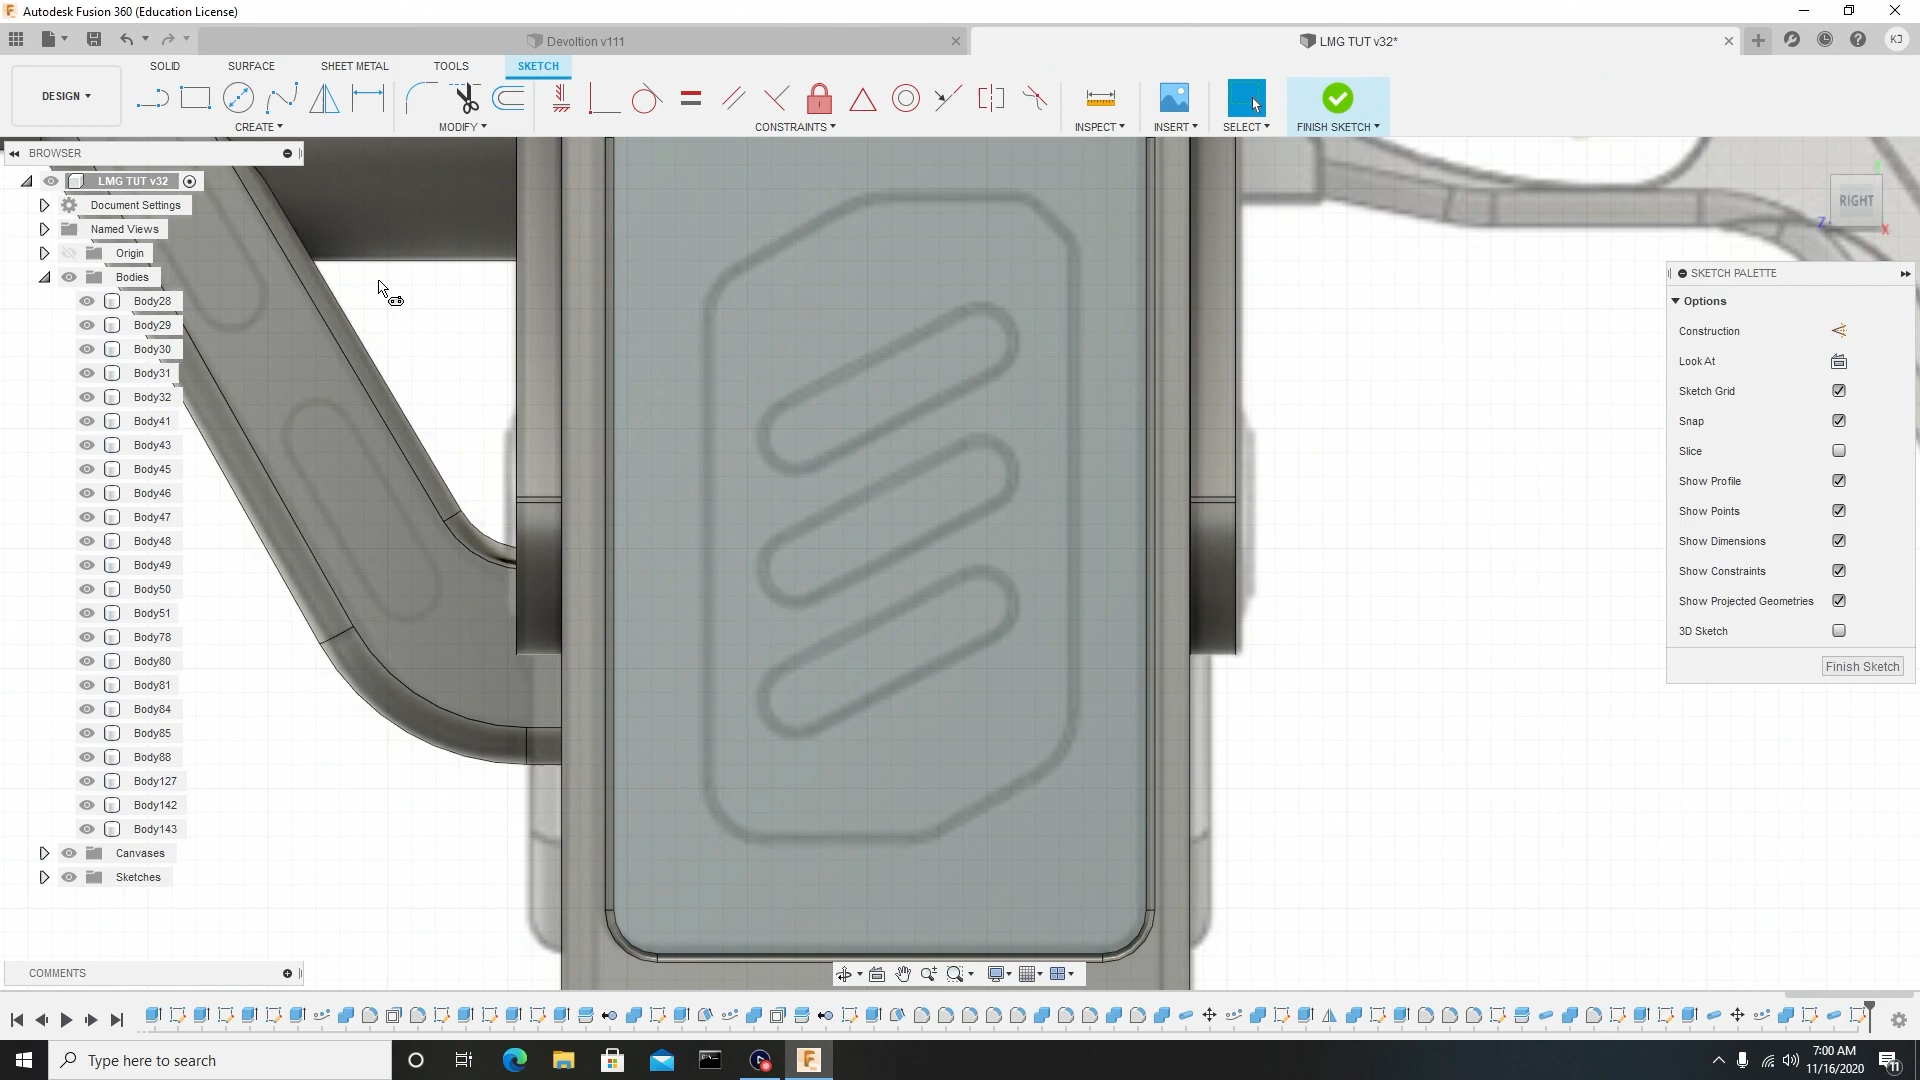 Autodesk Fusion 360 (Education License)
Devoltion v111
LMG TUT v32*
KJ
DESIGN
SOLID
SURFACE
SHEET METAL
TOOLS
SKETCH
CREATE
MODIFY
CONSTRAINTS
INSPECT
INSERT
SELECT
FINISH SKETCH
BROWSER
LMG TUT v32
Document Settings
Named Views
Origin
Bodies
Body28
Body29
Body30
Body31
Body32
Body41
Body43
Body45
Body46
Body47
Body48
Body49
Body50
Body51
Body78
Body80
Body81
Body84
Body85
Body88
Body127
Body142
Body143
Canvases
Sketches
COMMENTS
Y
RIGHT
Z
X
SKETCH PALETTE
Options
Construction
Look At
Sketch Grid
Snap
Slice
Show Profile
Show Points
Show Dimensions
Show Constraints
Show Projected Geometries
3D Sketch
Finish Sketch
Type here to search
7:00 AM
11/16/2020
11